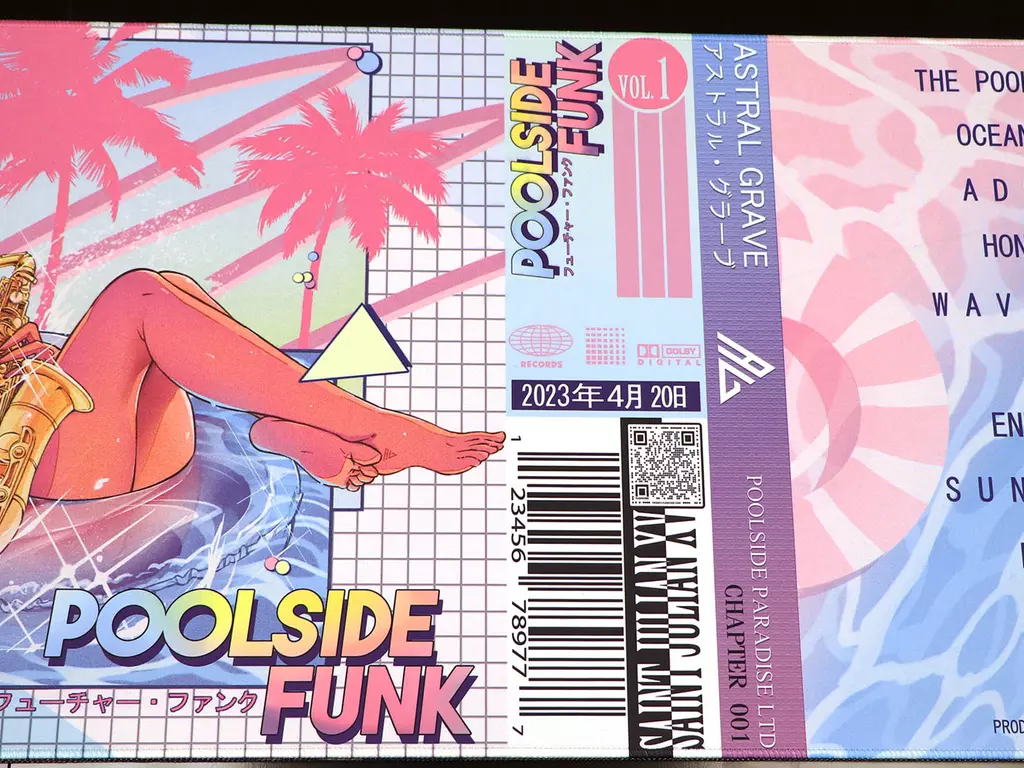 POOLSIDE
FUNK
フューチャー・ファンク
POOLSIDE
FUNK
フューチャー・ファンク
VOL. 1
RECORDS
DOLBY
DIGITAL
2023年 4月 20日
1 23456 78977 7
SAINT JULIAN
ASTRAL GRAVE
アストラル・グラーブ
POOLSIDE PARADISE LTD
CHAPTER 001
THE POOL
OCEAN
A D
HON
W A V
EN
S U N
PROD